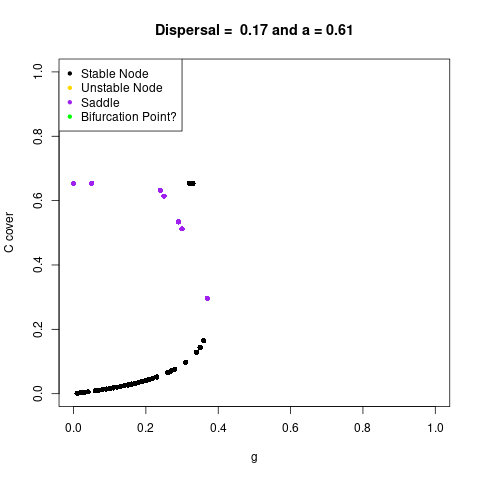 Dispersal =  0.17 and a = 0.61
Stable Node
Unstable Node
Saddle
Bifurcation Point?
C cover
1.0
0.8
0.6
0.4
0.2
0.0
0.0 0.2 0.4 0.6 0.8 1.0
g